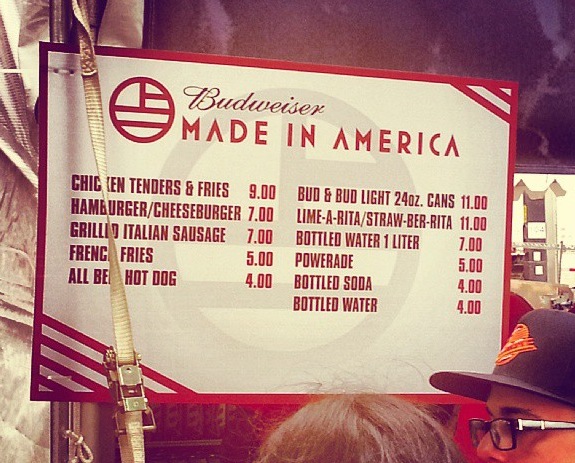 Budweiser
MADE IN AMERICA
CHICKEN TENDERS & FRIES 9.00
HAMBURGER/CHEESEBURGER 7.00
GRILLED ITALIAN SAUSAGE 7.00
FRENCH FRIES 5.00
ALL BEEF HOT DOG 4.00
BUD & BUD LIGHT 24oz. CANS 11.00
LIME-A-RITA/STRAW-BER-RITA 11.00
BOTTLED WATER 1 LITER 7.00
POWERADE 5.00
BOTTLED SODA 4.00
BOTTLED WATER 4.00